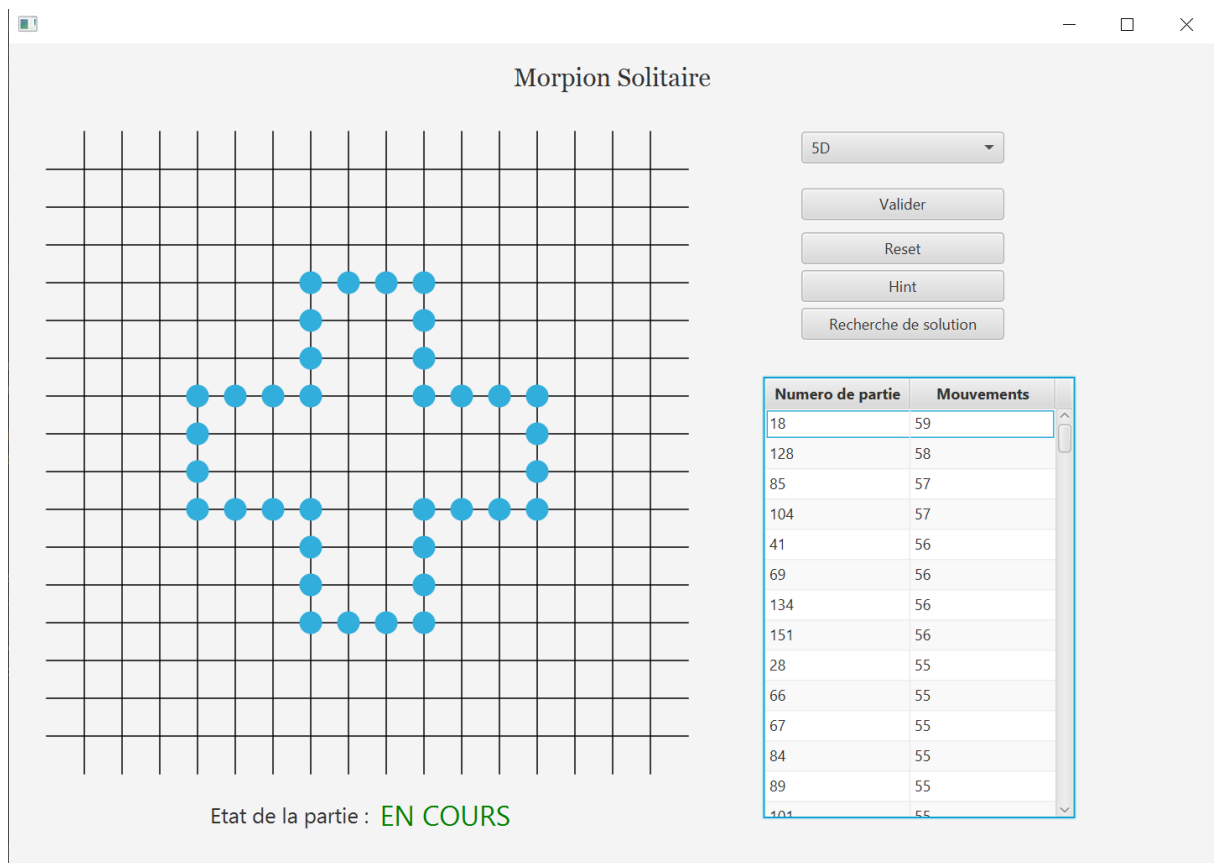 Morpion Solitaire
5D
Valider
Reset
Hint
Recherche de solution
Numero de partie Mouvements
18 59
128 58
85 57
104 57
41 56
69 56
134 56
151 56
28 55
66 55
67 55
84 55
89 55
101 55
Etat de la partie : EN COURS